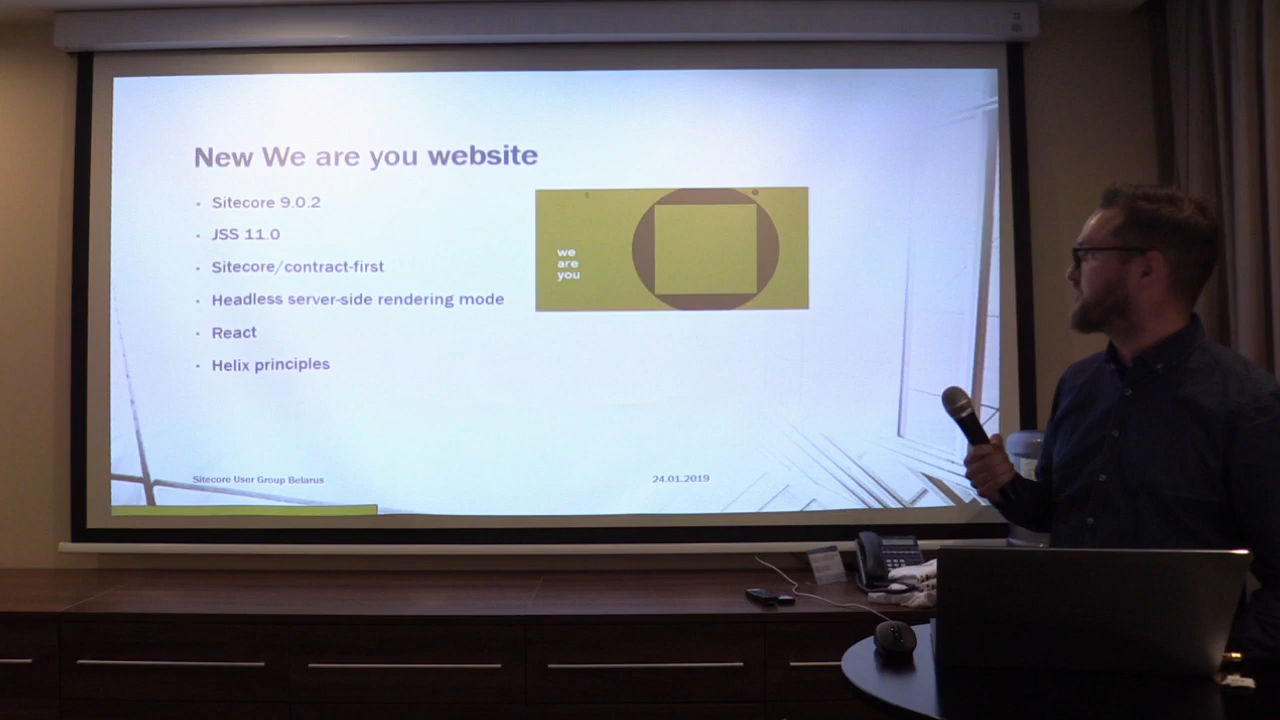 New We are you website
• Sitecore 9.0.2
• JSS 11.0
• Sitecore/contract-first
• Headless server-side rendering mode
• React
• Helix principles
we
are
you
Sitecore User Group Belarus
24.01.2019